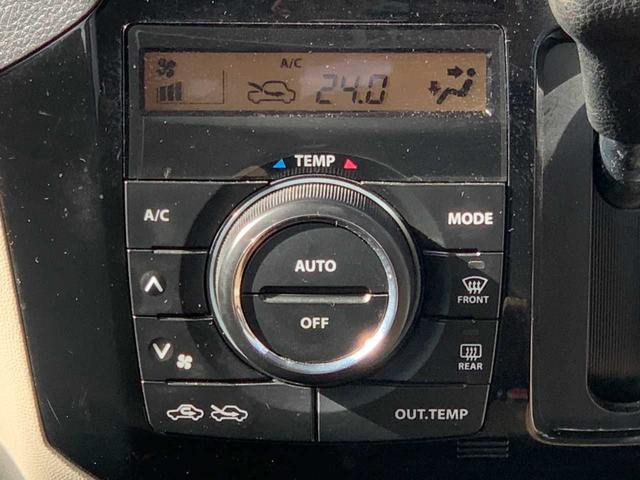 A/C
24.0
TEMP
A/C
MODE
AUTO
OFF
FRONT
REAR
OUT.TEMP